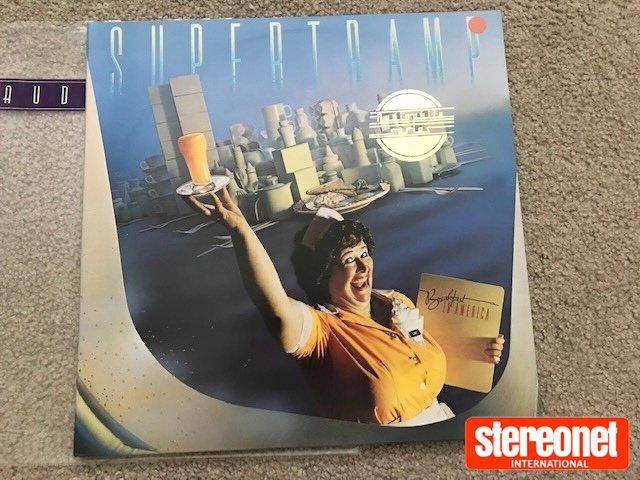 SUPERTRAMP
AUD
Breakfast
IN AMERICA
stereonet
INTERNATIONAL